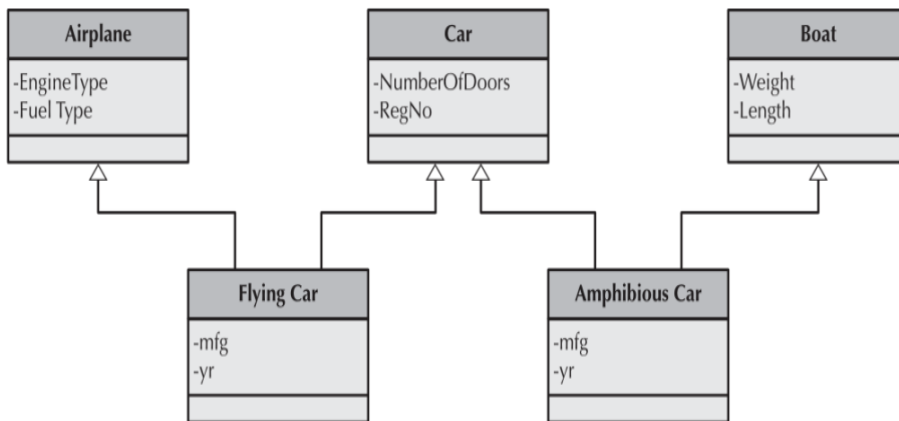 Airplane
-EngineType
-Fuel Type
Car
-NumberOfDoors
-RegNo
Boat
-Weight
-Length
Flying Car
-mfg
-yr
Amphibious Car
-mfg
-yr